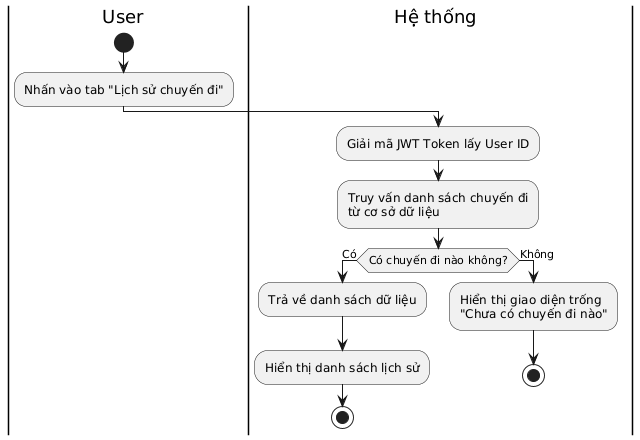 User
Hệ thống
Nhấn vào tab "Lịch sử chuyến đi"
Giải mã JWT Token lấy User ID
Truy vấn danh sách chuyến đi
từ cơ sở dữ liệu
Có
Có chuyến đi nào không?
Không
Trả về danh sách dữ liệu
Hiển thị giao diện trống
"Chưa có chuyến đi nào"
Hiển thị danh sách lịch sử